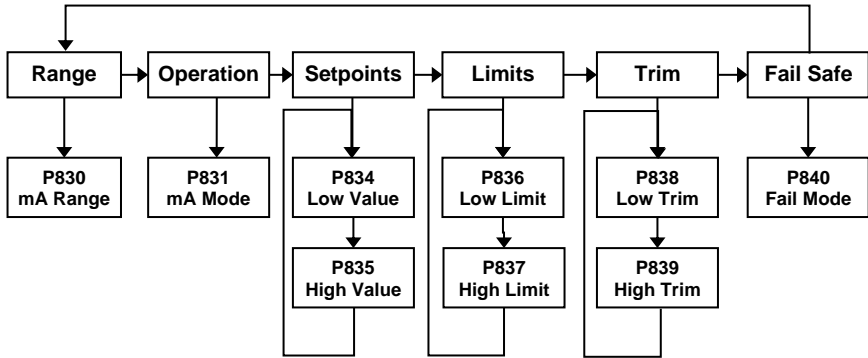 Range
Operation
Setpoints
Limits
Trim
Fail Safe
P830
mA Range
P831
mA Mode
P834
Low Value
P836
Low Limit
P838
Low Trim
P840
Fail Mode
P835
High Value
P837
High Limit
P839
High Trim